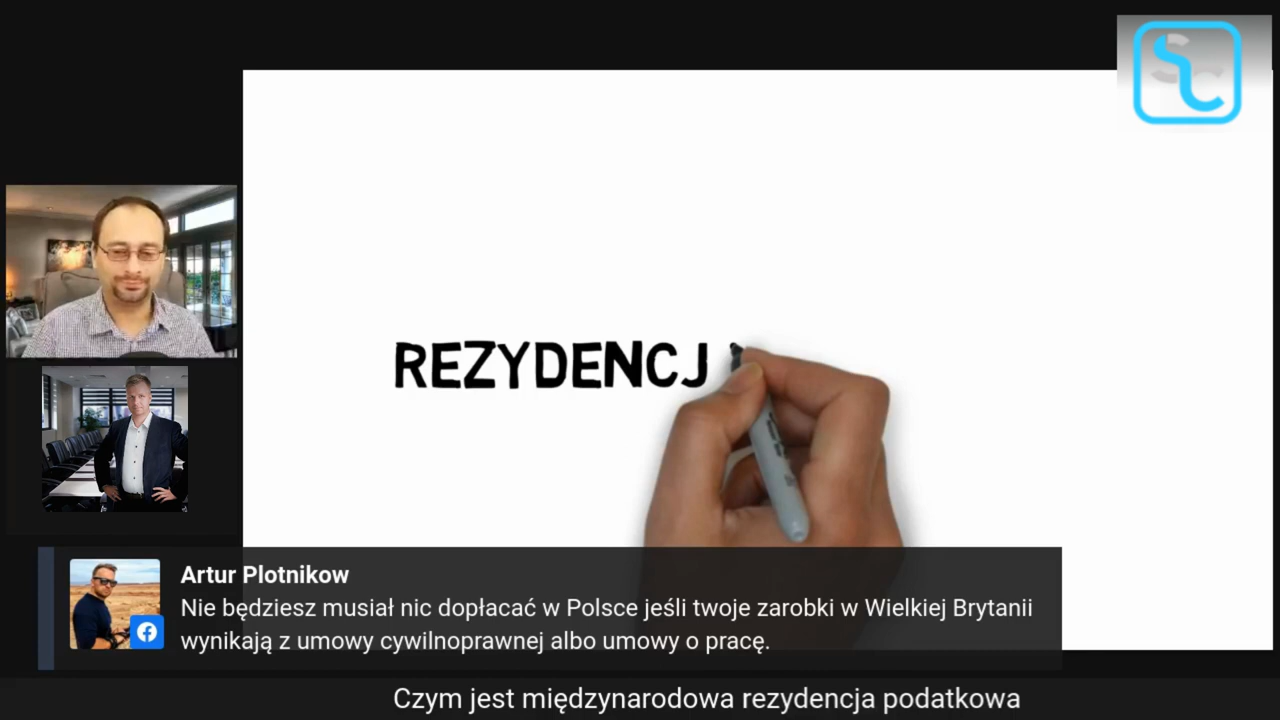 REZYDENCJ
Artur Plotnikow
Nie będziesz musiał nic dopłacać w Polsce jeśli twoje zarobki w Wielkiej Brytanii
wynikają z umowy cywilnoprawnej albo umowy o pracę.
Czym jest międzynarodowa rezydencja podatkowa